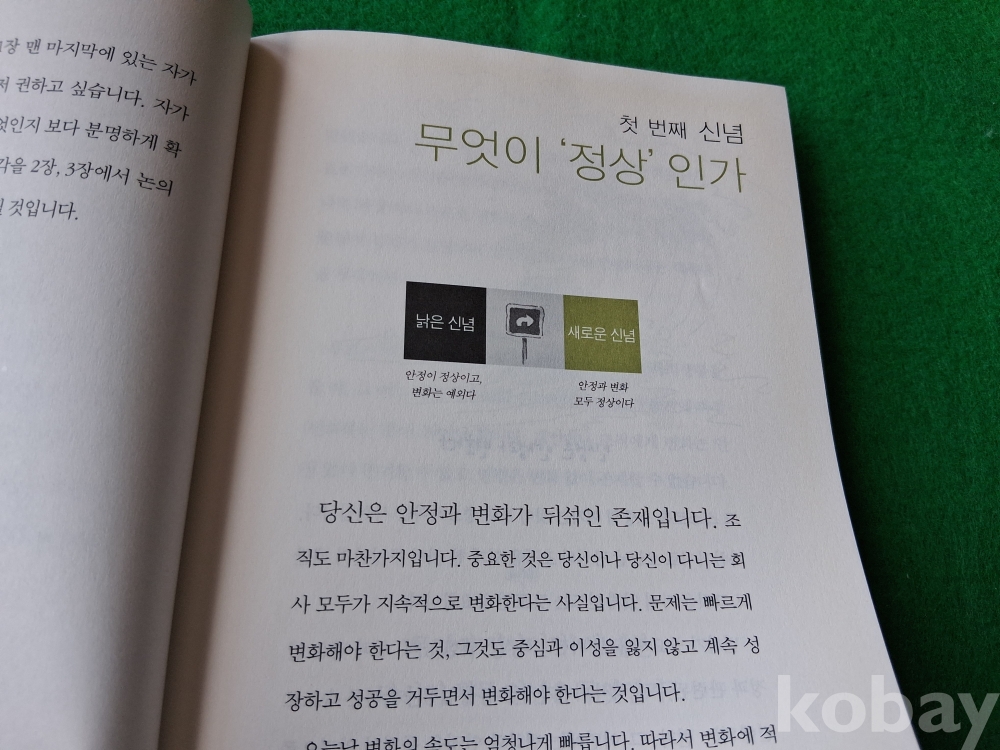 장 맨 마지막에 있는 자가
권하고 싶습니다. 자가
엇인지 보다 분명하게 확
각을 2장, 3장에서 논의
것입니다.
첫 번째 신념
무엇이 ‘정상’인가
낡은 신념
새로운 신념
안정이 정상이고,
변화는 예외다
안정과 변화
모두 정상이다
당신은 안정과 변화가 뒤섞인 존재입니다. 조
직도 마찬가지입니다. 중요한 것은 당신이나 당신이 다니는 회
사 모두가 지속적으로 변화한다는 사실입니다. 문제는 빠르게
변화해야 한다는 것, 그것도 중심과 이성을 잃지 않고 계속 성
장하고 성공을 거두면서 변화해야 한다는 것입니다.
오늘날 변화의 속도는 엄청나게 빠릅니다. 따라서 변화에 적
kobay